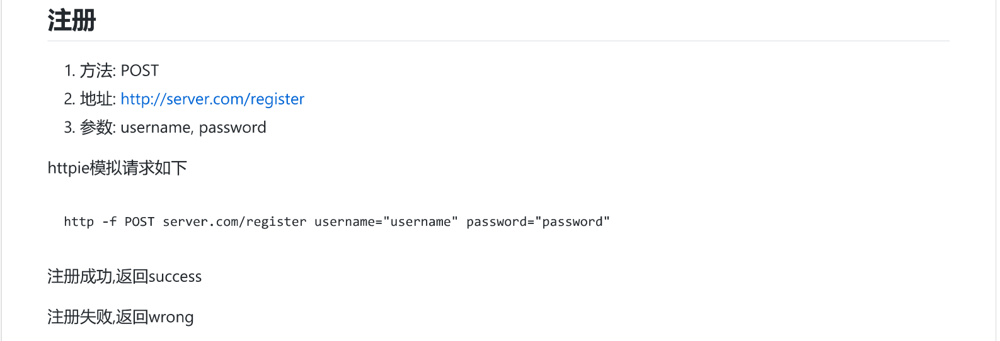 注册
1. 方法: POST
2. 地址: http://server.com/register
3. 参数: username, password
httpie模拟请求如下
http -f POST server.com/register username="username" password="password"
注册成功,返回success
注册失败,返回wrong